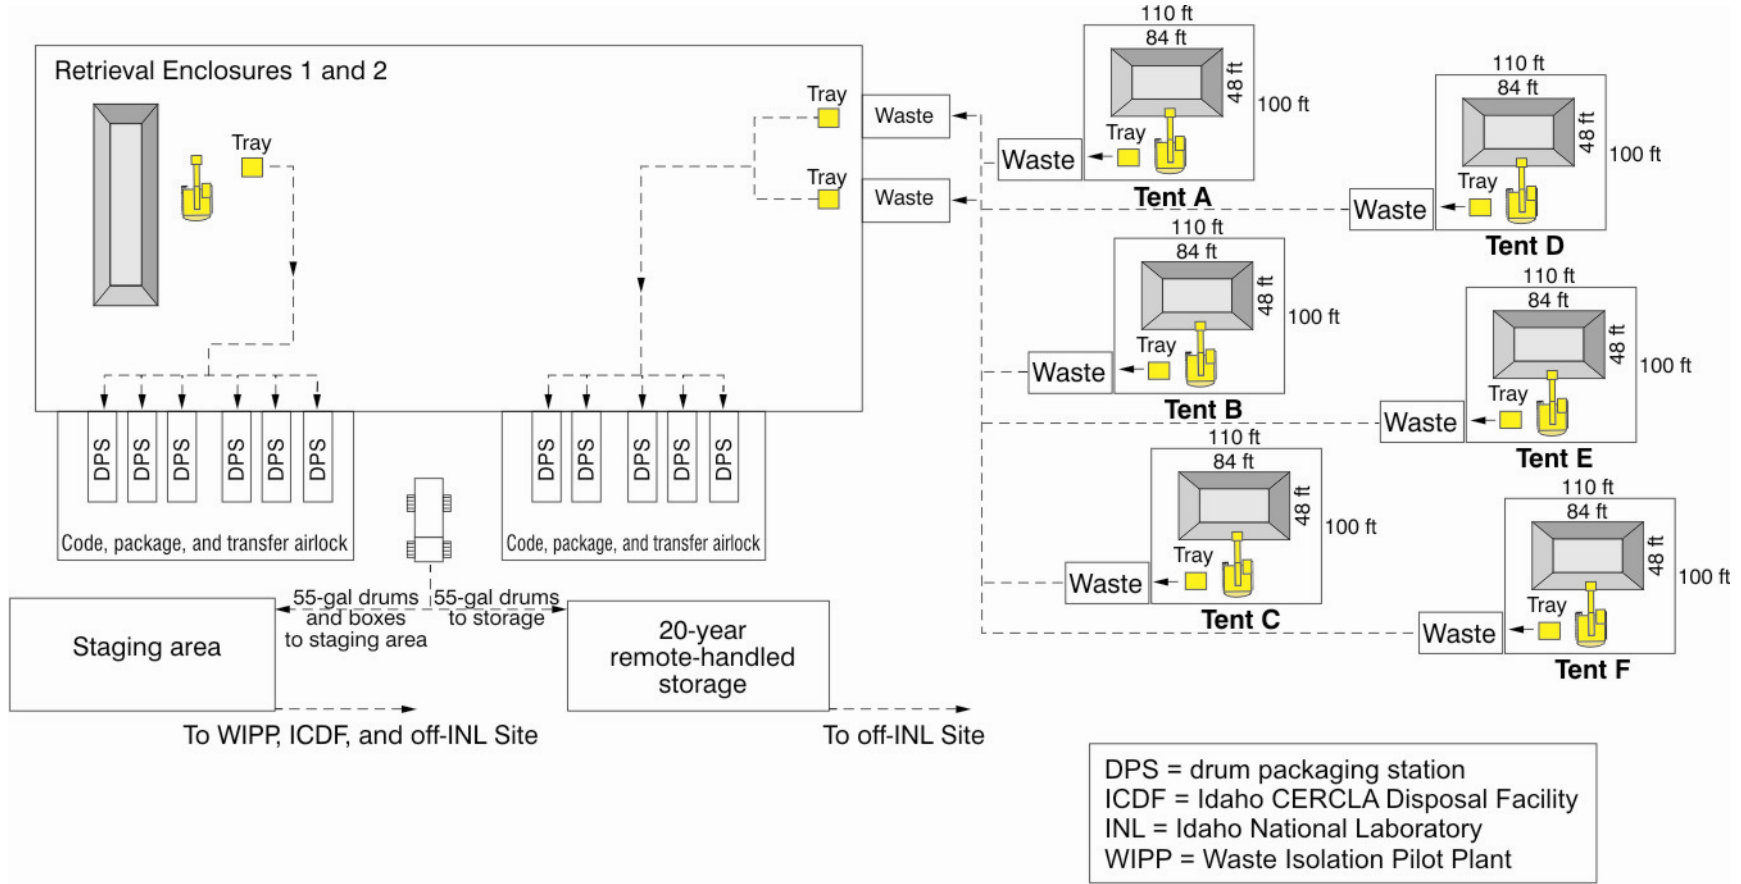 Retrieval Enclosures 1 and 2
Tray
Tray
Tray
Waste
Waste
DPS
DPS
DPS
DPS
DPS
DPS
Code, package, and transfer airlock
DPS
DPS
DPS
DPS
DPS
Code, package, and transfer airlock
55-gal drums
and boxes
to staging area
55-gal drums
to storage
Staging area
20-year
remote-handled
storage
To WIPP, ICDF, and off-INL Site
To off-INL Site
110 ft
84 ft
48 ft
100 ft
Tray
Waste
Tent A
110 ft
84 ft
48 ft
100 ft
Tray
Waste
Tent B
110 ft
84 ft
48 ft
100 ft
Tray
Waste
Tent C
110 ft
84 ft
48 ft
100 ft
Tray
Waste
Tent D
110 ft
84 ft
48 ft
100 ft
Tray
Waste
Tent E
110 ft
84 ft
48 ft
100 ft
Tray
Waste
Tent F
DPS = drum packaging station
ICDF = Idaho CERCLA Disposal Facility
INL = Idaho National Laboratory
WIPP = Waste Isolation Pilot Plant